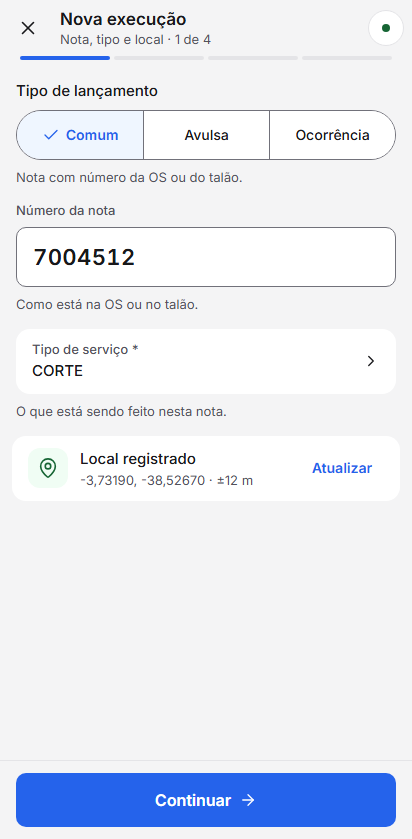 Nova execução
Nota, tipo e local · 1 de 4
Tipo de lançamento
Comum
Avulsa
Ocorrência
Nota com número da OS ou do talão.
Número da nota
7004512
Como está na OS ou no talão.
Tipo de serviço *
CORTE
O que está sendo feito nesta nota.
Local registrado
-3,73190, -38,52670 · ±12 m
Atualizar
Continuar